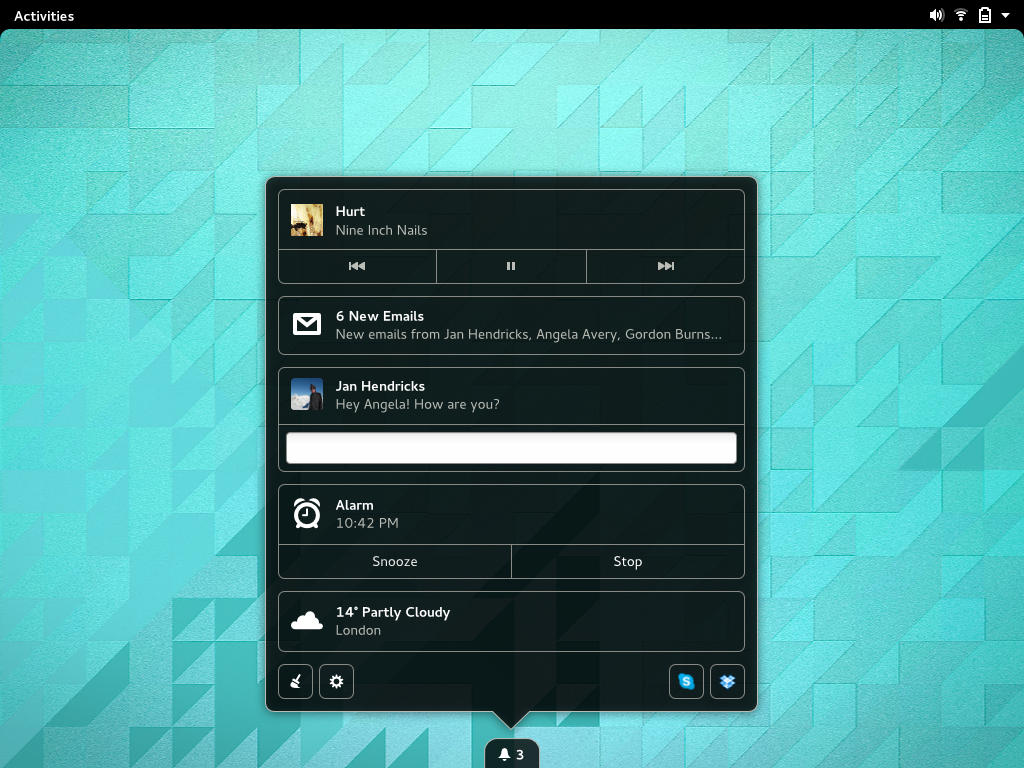 Activities
Hurt
Nine Inch Nails
6 New Emails
New emails from Jan Hendricks, Angela Avery, Gordon Burns...
Jan Hendricks
Hey Angela! How are you?
Alarm
10:42 PM
Snooze
Stop
14° Partly Cloudy
London
3